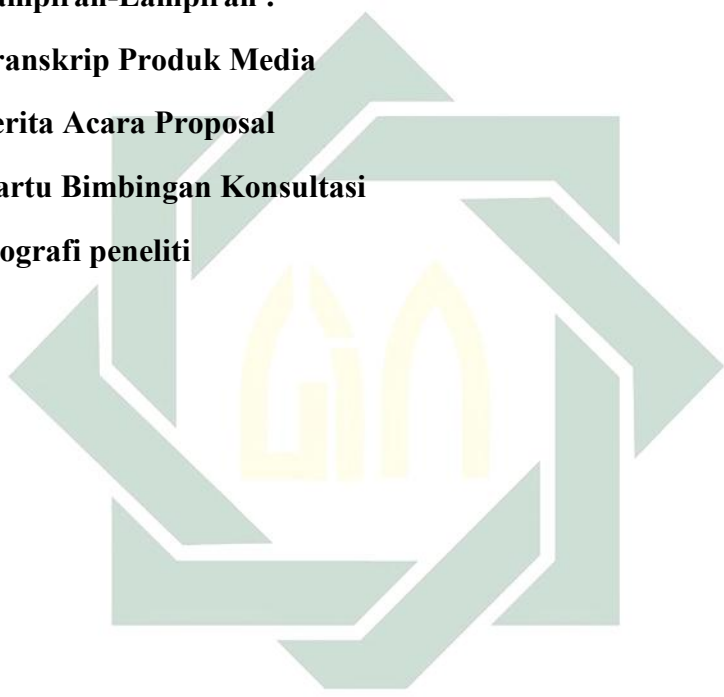 ampiran-Lampiran :
ranskrip Produk Media
erita Acara Proposal
artu Bimbingan Konsultasi
ografi peneliti